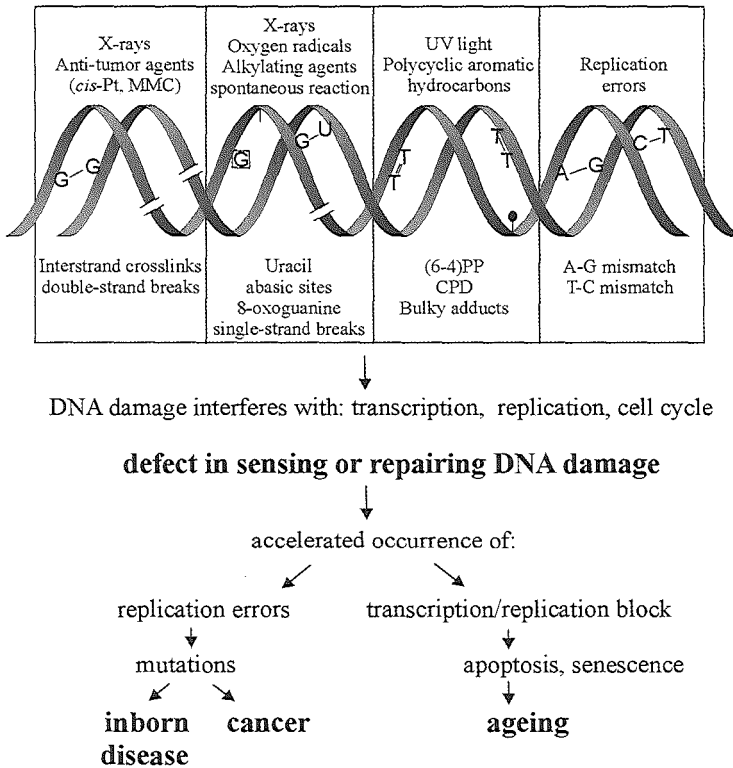 X-rays
Anti-tumor agents
(cis-Pt, MMC)
X-rays
Oxygen radicals
Alkylating agents
spontaneous reaction
UV light
Polycyclic aromatic
hydrocarbons
Replication
errors
G-G
G
G-U
T
T
T
T
A-G
C-T
Interstrand crosslinks
double-strand breaks
Uracil
abasic sites
8-oxoguanine
single-strand breaks
(6-4)PP
CPD
Bulky adducts
A-G mismatch
T-C mismatch
DNA damage interferes with: transcription, replication, cell cycle
defect in sensing or repairing DNA damage
accelerated occurrence of:
replication errors
transcription/replication block
mutations
apoptosis, senescence
inborn
disease
cancer
ageing